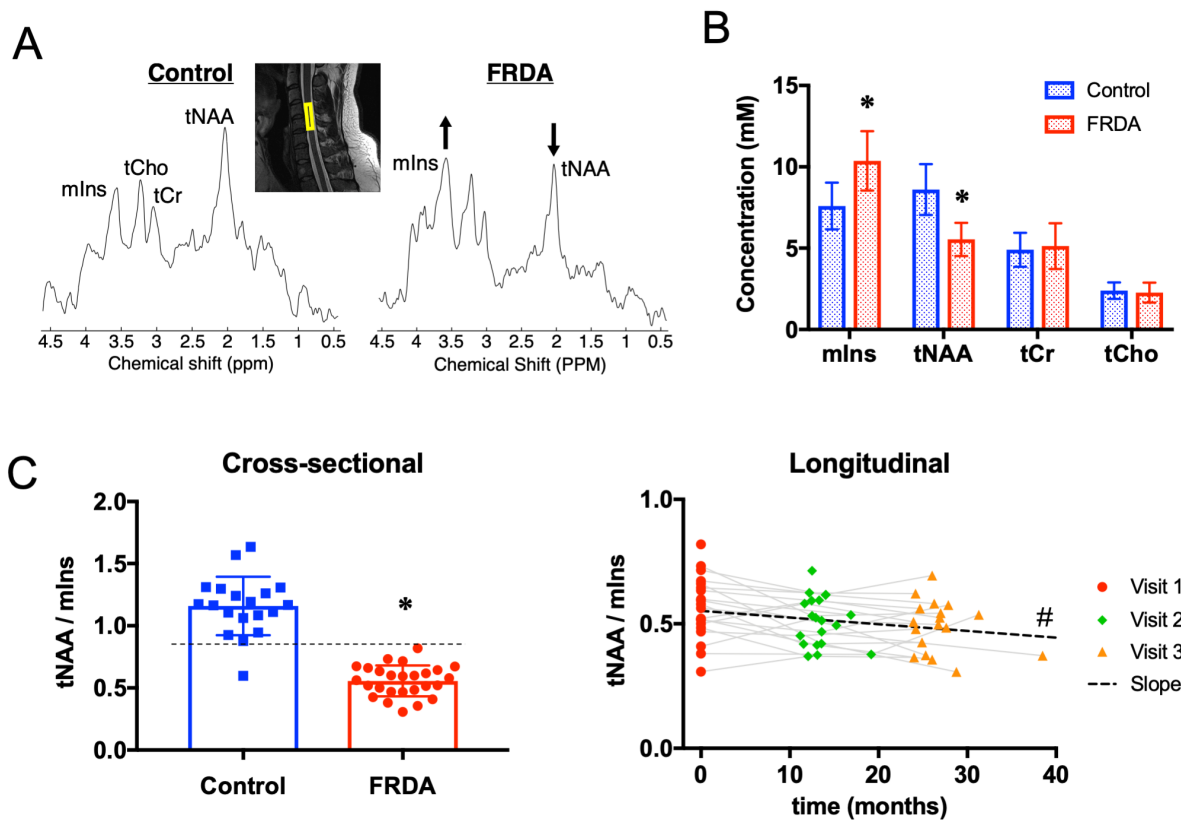 A
Control
FRDA
tNAA
tCho
mIns
tCr
mIns
tNAA
4.5 4 3.5 3 2.5 2 1.5 1 0.5
Chemical shift (ppm)
4.5 4 3.5 3 2.5 2 1.5 1 0.5
Chemical Shift (PPM)
B
Concentration (mM)
15
10
5
0
*
*
Control
FRDA
mIns tNAA tCr tCho
C
Cross-sectional
tNAA / mIns
2.0
1.5
1.0
0.5
0.0
*
Control FRDA
Longitudinal
tNAA / mIns
1.0
0.5
0.0
#
0 10 20 30 40
time (months)
Visit 1
Visit 2
Visit 3
Slope